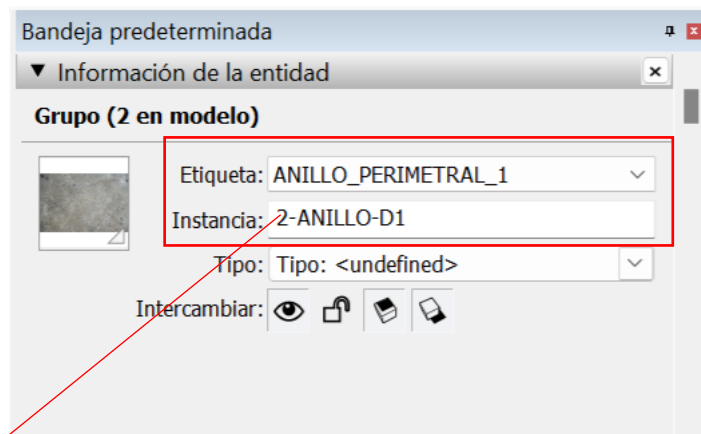 Bandeja predeterminada
Información de la entidad
Grupo (2 en modelo)
Etiqueta: ANILLO_PERIMETRAL_1
Instancia: 2-ANILLO-D1
Tipo: Tipo: <undefined>
Intercambiar: